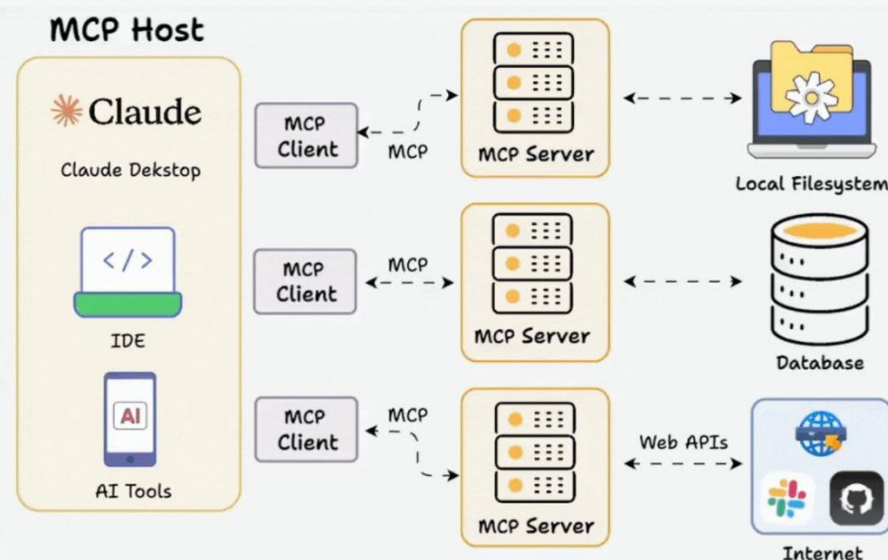 MCP Host
Claude
Claude Dekstop
IDE
AI
AI Tools
MCP
Client
MCP
MCP Server
Local Filesystem
MCP
Client
MCP
MCP Server
Database
MCP
Client
MCP
MCP Server
Web APIs
Internet